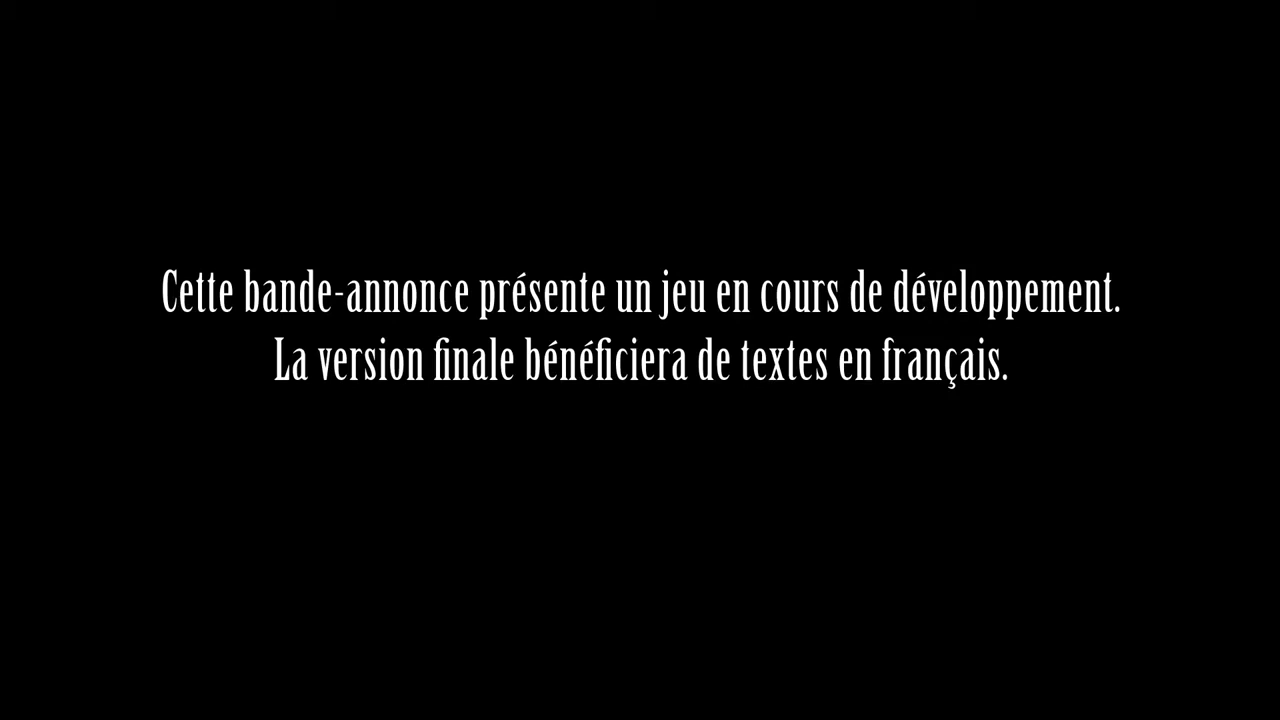 Cette bande-annonce présente un jeu en cours de développement.
La version finale bénéficiera de textes en français.